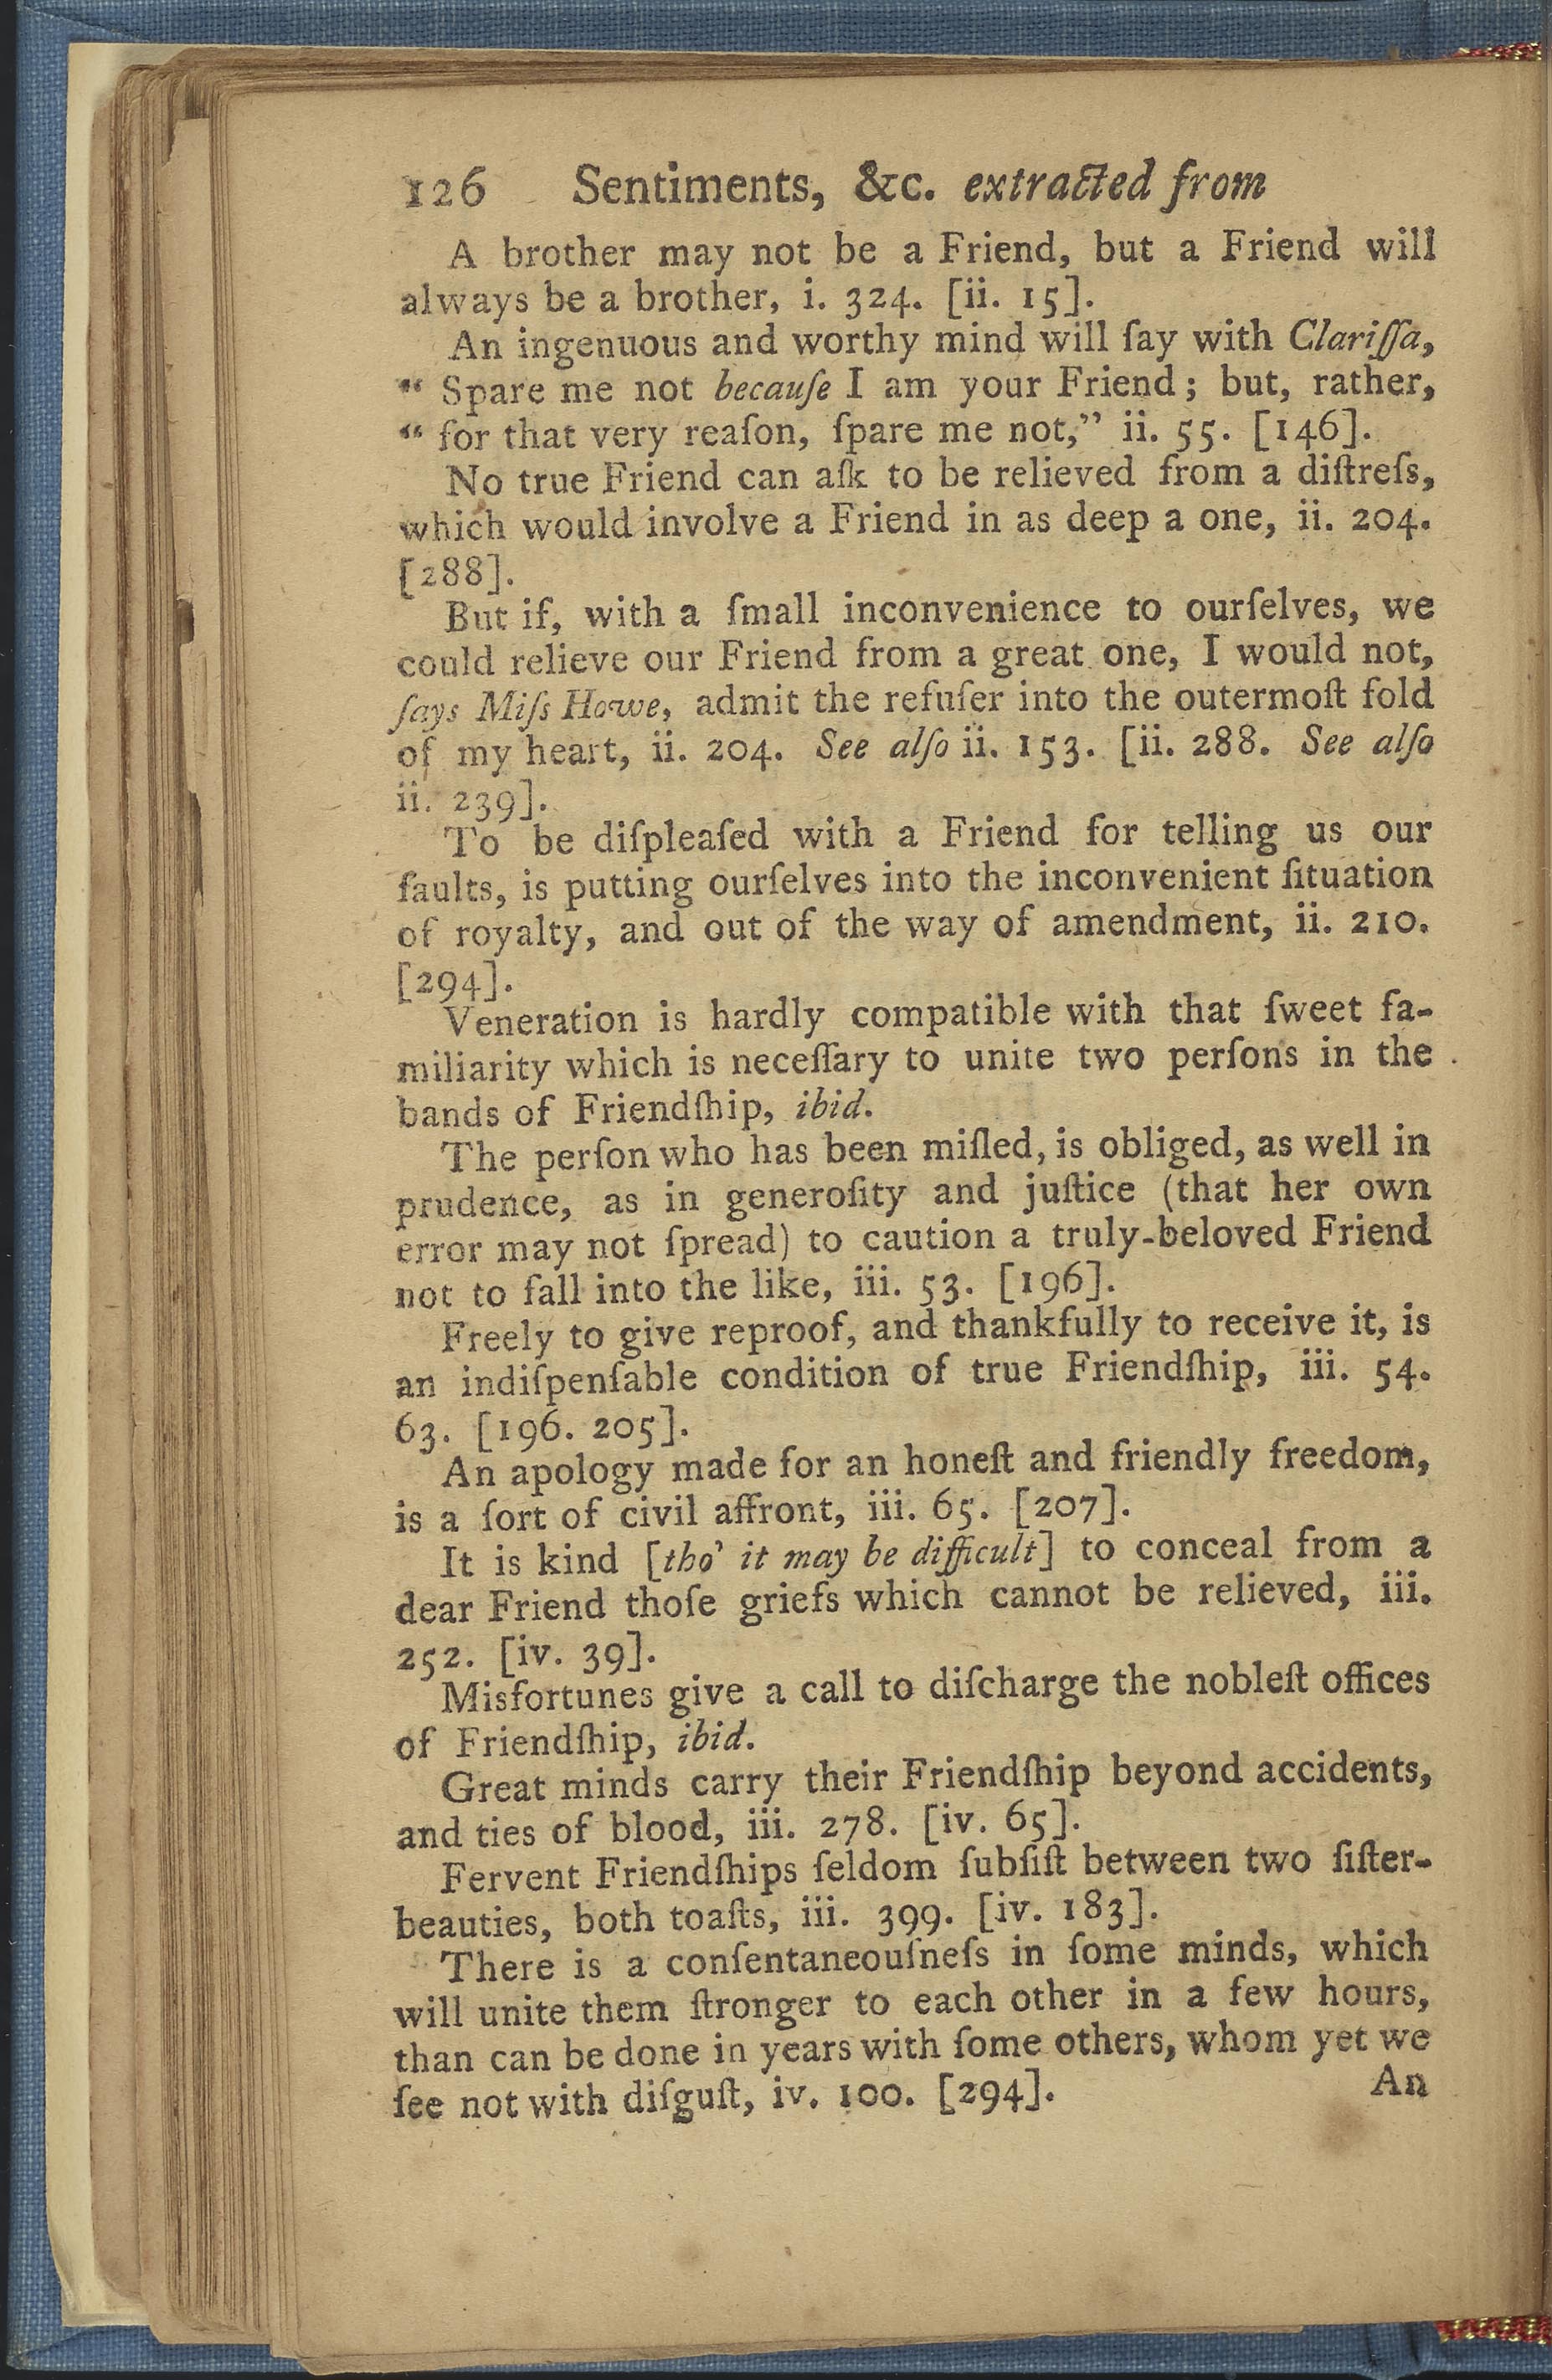 126 Sentiments, &c. extracted from
A brother may not be a Friend, but a Friend will
always be a brother, i. 324. [ii. 15].
An ingenuous and worthy mind will ſay with Clariſſa,
“ Spare me not becauſe I am your Friend; but, rather,
“ for that very reaſon, ſpare me not,” ii. 55. [146].
No true Friend can aſk to be relieved from a diſtreſs,
which would involve a Friend in as deep a one, ii. 204.
[288].
But if, with a ſmall inconvenience to ourſelves, we
could relieve our Friend from a great one, I would not,
ſays Miſs Howe, admit the refuſer into the outermoſt fold
of my heart, ii. 204. See alſo ii. 153. [ii. 288. See alſo
ii. 239].
To be diſpleaſed with a Friend for telling us our
faults, is putting ourſelves into the inconvenient ſituation
of royalty, and out of the way of amendment, ii. 210.
[294].
Veneration is hardly compatible with that ſweet fa-
miliarity which is neceſſary to unite two perſons in the
bands of Friendſhip, ibid.
The perſon who has been miſled, is obliged, as well in
prudence, as in generoſity and juſtice (that her own
error may not ſpread) to caution a truly-beloved Friend
not to fall into the like, iii. 53. [196].
Freely to give reproof, and thankfully to receive it, is
an indiſpenſable condition of true Friendſhip, iii. 54.
63. [196. 205].
An apology made for an honeſt and friendly freedom,
is a ſort of civil affront, iii. 65. [207].
It is kind [tho' it may be difficult] to conceal from a
dear Friend thoſe griefs which cannot be relieved, iii.
252. [iv. 39].
Misfortunes give a call to diſcharge the nobleſt offices
of Friendſhip, ibid.
Great minds carry their Friendſhip beyond accidents,
and ties of blood, iii. 278. [iv. 65].
Fervent Friendſhips ſeldom ſubſiſt between two ſiſter-
beauties, both toaſts, iii. 399. [iv. 183].
There is a conſentaneouſneſs in ſome minds, which
will unite them ſtronger to each other in a few hours,
than can be done in years with ſome others, whom yet we
ſee not with diſguſt, iv. 100. [294].
An